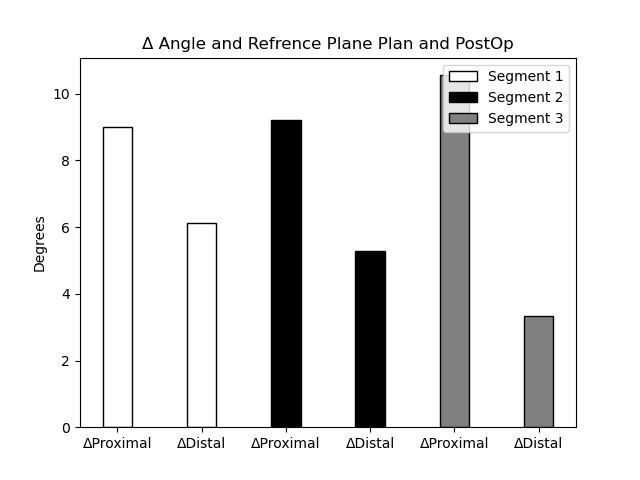 Δ Angle and Refrence Plane Plan and PostOp
Segment 1
Segment 2
Segment 3
Degrees
10
8
6
4
2
0
ΔProximal ΔDistal ΔProximal ΔDistal ΔProximal ΔDistal